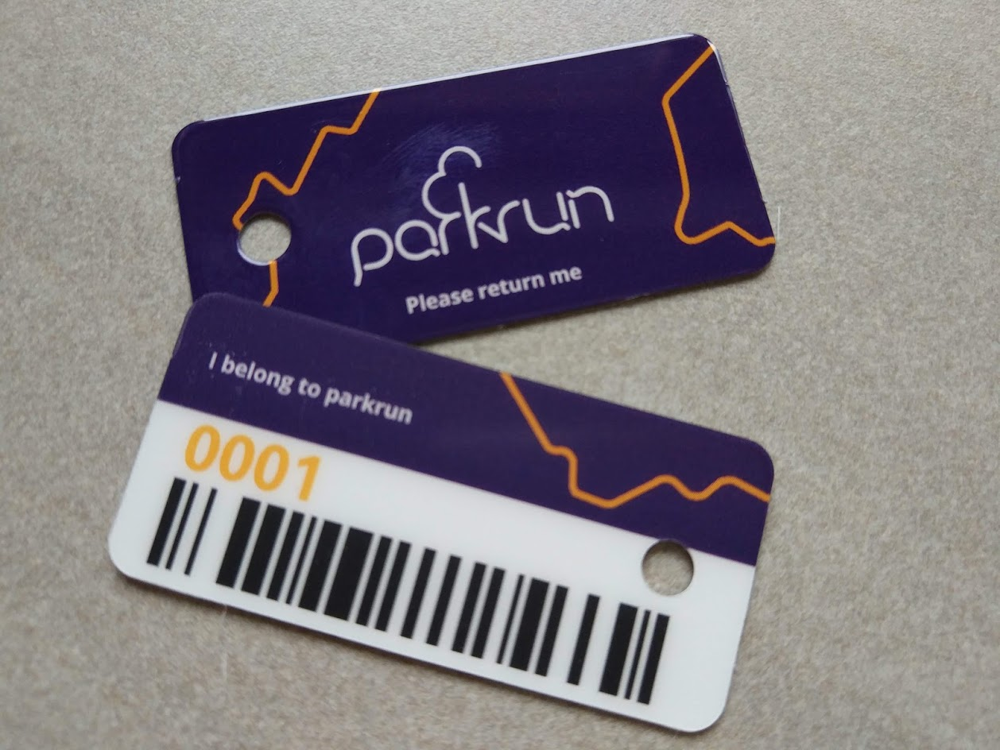 parkrun
Please return me
I belong to parkrun
0001